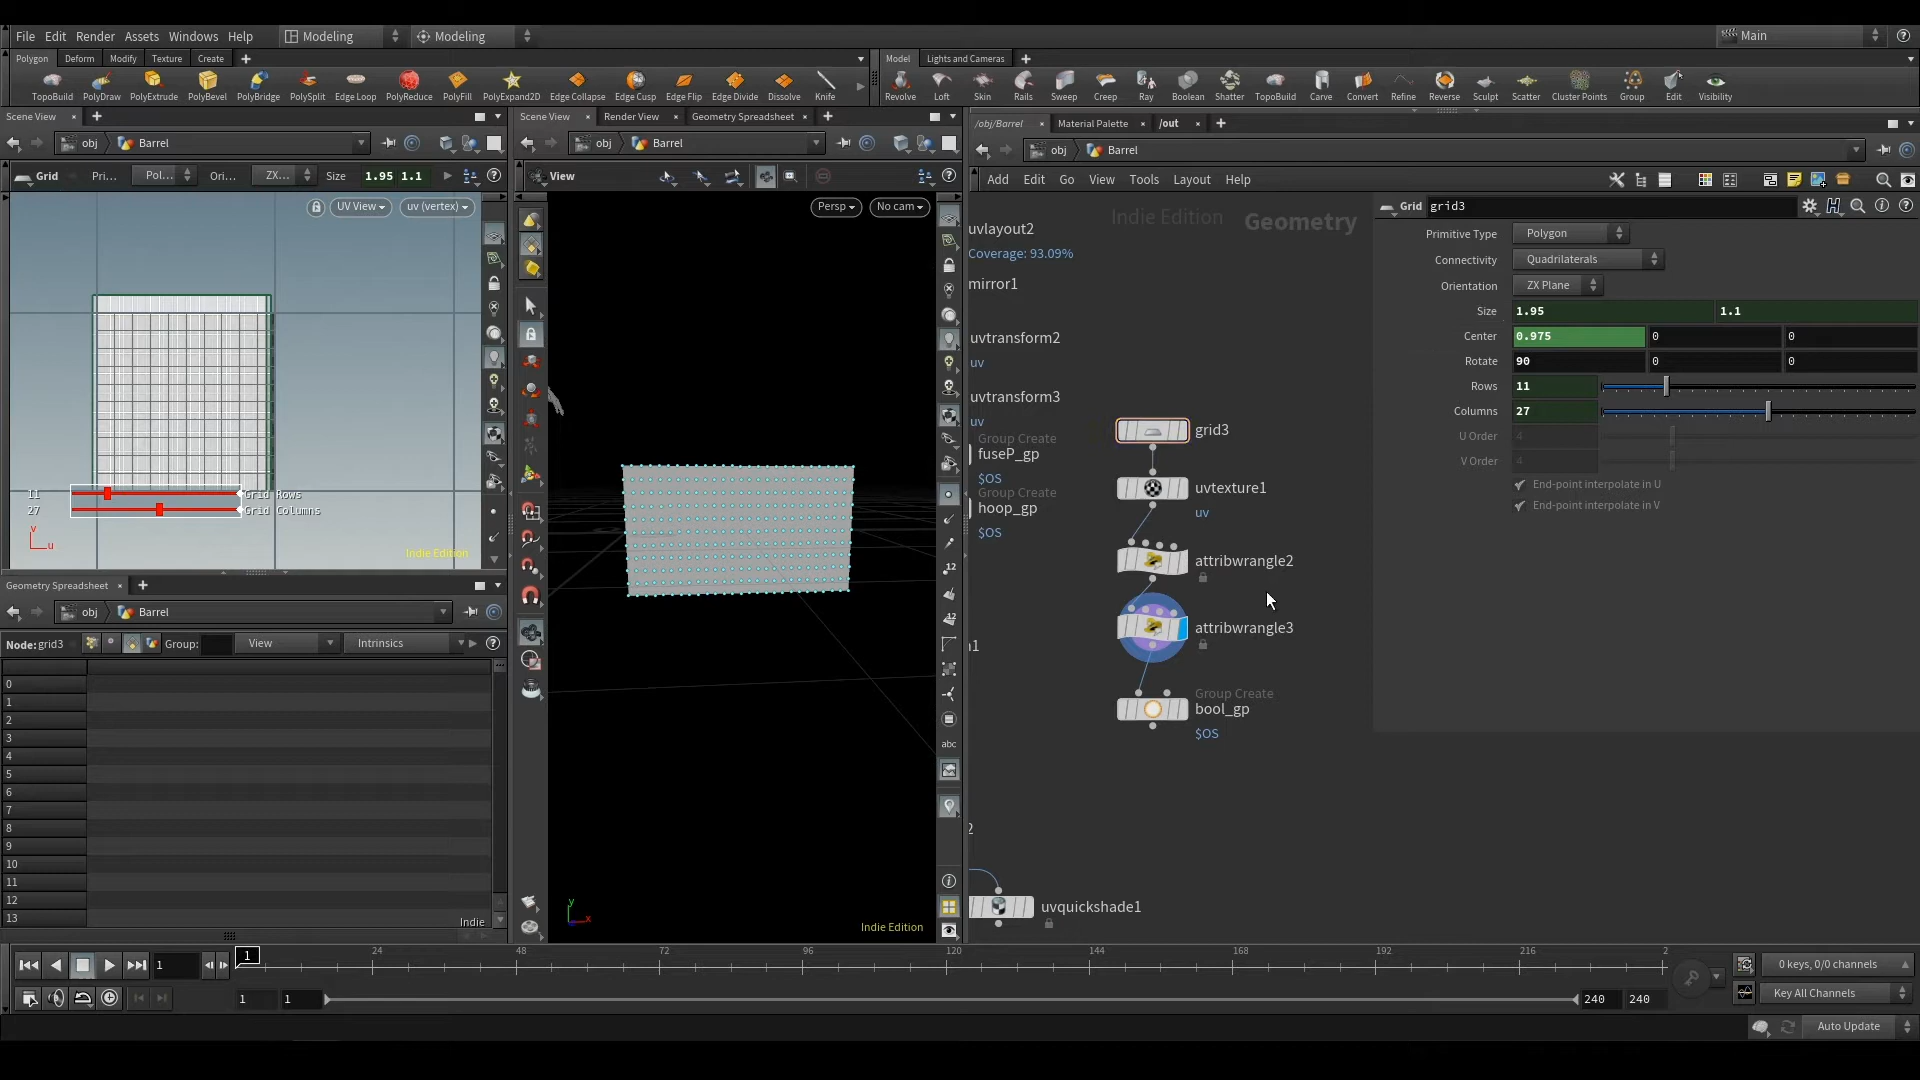 File Edit Render Assets Windows Help Modeling Modeling Main
Polygon Deform Modify Texture Create Model Lights and Cameras
TopoBuild PolyDraw PolyExtrude PolyBevel PolyBridge PolySplit Edge Loop PolyReduce PolyFill PolyExpand2D Edge Collapse Edge Cusp Edge Flip Edge Divide Dissolve Knife Revolve Loft Skin Rails Sweep Creep Ray Boolean Shatter TopoBuild Carve Convert Refine Reverse Sculpt Scatter Cluster Points Group Edit Visibility
Scene View Scene View Render View Geometry Spreadsheet /obj/Barrel Material Palette /out
obj Barrel obj Barrel obj Barrel
Grid Pri... Pol... Ori... ZX... Size 1.95 1.1 View
Add Edit Go View Tools Layout Help
UV View uv (vertex) Persp No cam
Indie Edition Geometry
Grid grid3
Primitive Type Polygon
Connectivity Quadrilaterals
Orientation ZX Plane
Size 1.95 1.1
Center 0.975 0 0
Rotate 90 0 0
Rows 11
Columns 27
U Order 4
V Order 4
End-point interpolate in U
End-point interpolate in V
uvlayout2
Coverage: 93.09%
mirror1
uvtransform2
uv
uvtransform3
uv
Group Create
fuseP_gp
$OS
Group Create
hoop_gp
$OS
grid3
uvtexture1
uv
attribwrangle2
attribwrangle3
Group Create
bool_gp
$OS
n1
2
uvquickshade1
11 Grid Rows
27 Grid Columns
v
u
Indie Edition
12
12
abc
y
x
Indie Edition
Geometry Spreadsheet
obj Barrel
Node: grid3 Group: View Intrinsics
0
1
2
3
4
5
6
7
8
9
10
11
12
13
Indie
1 1 24 48 72 96 120 144 168 192 216 2
0 keys, 0/0 channels
1 1 240 240
Key All Channels
Auto Update